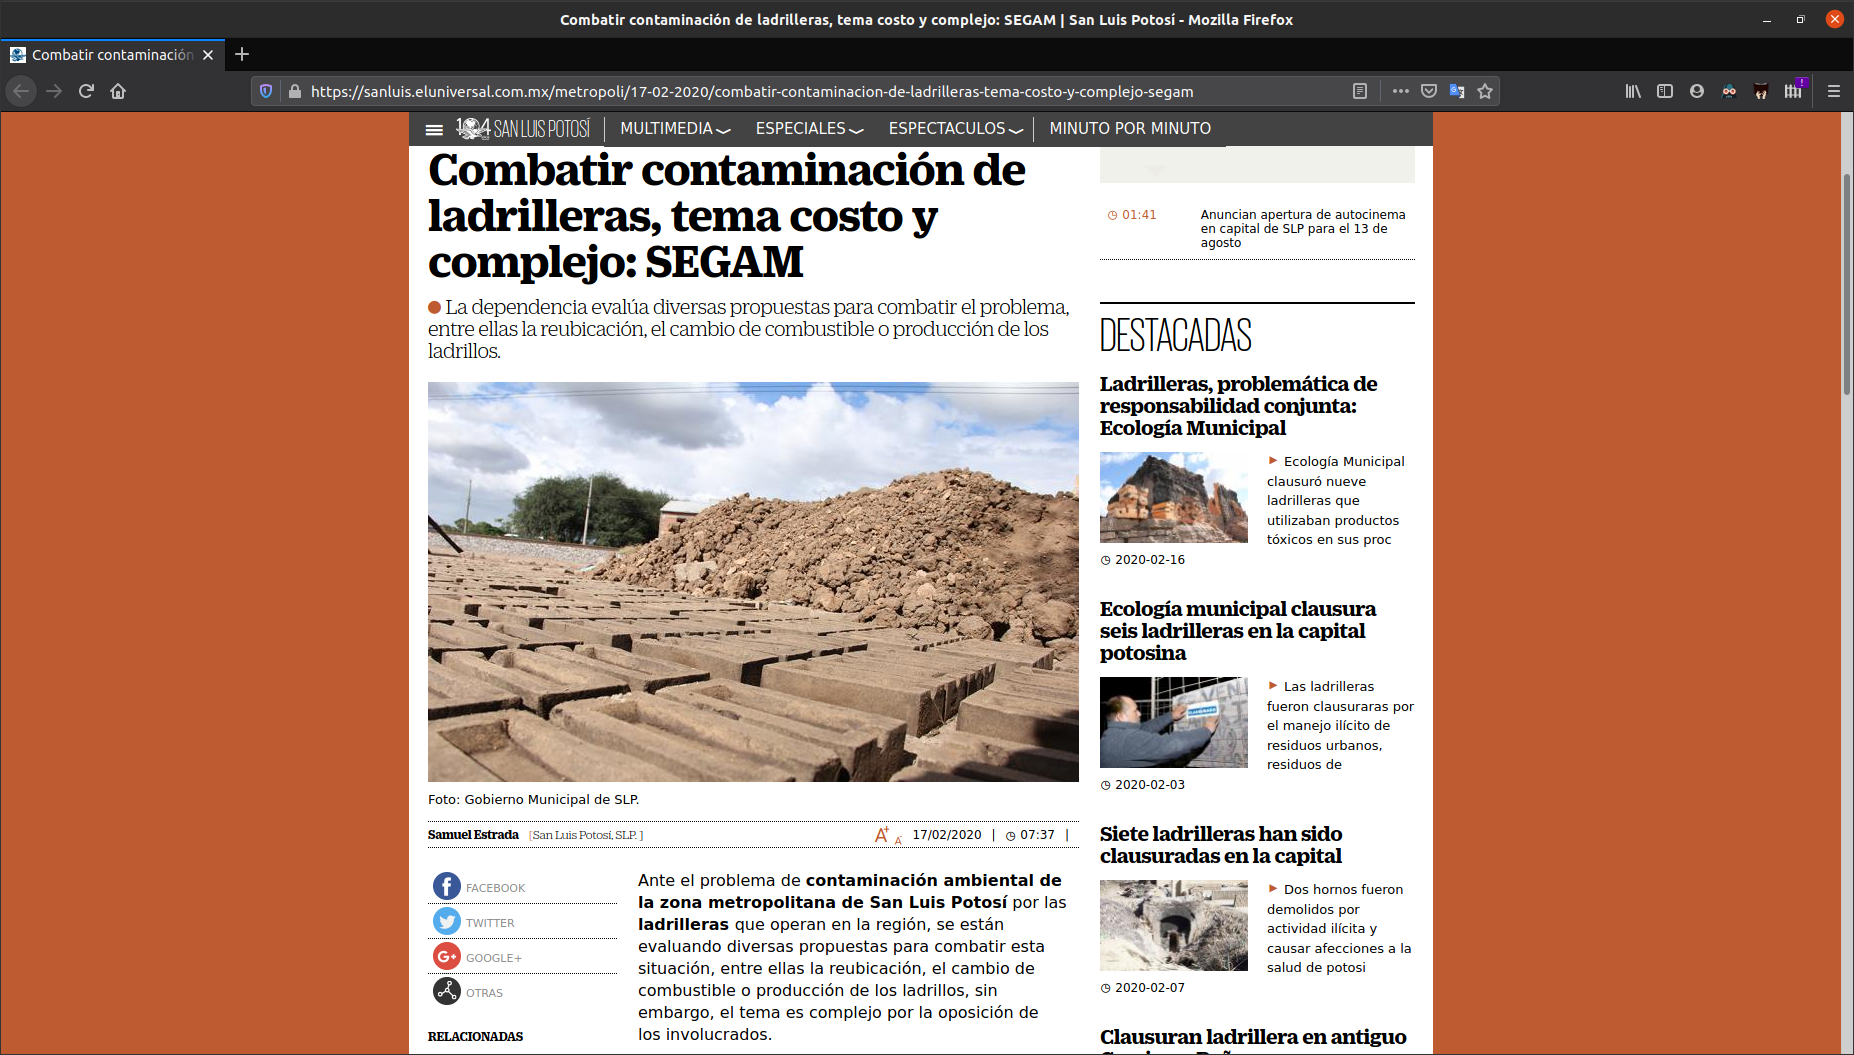 Combatir contaminación de ladrilleras, tema costo y complejo: SEGAM | San Luis Potosí - Mozilla Firefox
Combatir contaminación
https://sanluis.eluniversal.com.mx/metropoli/17-02-2020/combatir-contaminacion-de-ladrilleras-tema-costo-y-complejo-segam
104 SAN LUIS POTOSÍ
MULTIMEDIA
ESPECIALES
ESPECTACULOS
MINUTO POR MINUTO
Combatir contaminación de
ladrilleras, tema costo y
complejo: SEGAM
La dependencia evalúa diversas propuestas para combatir el problema,
entre ellas la reubicación, el cambio de combustible o producción de los
ladrillos.
Foto: Gobierno Municipal de SLP.
Samuel Estrada [San Luis Potosí, SLP. ]
A+ A- 17/02/2020 | 07:37 |
FACEBOOK
TWITTER
GOOGLE+
OTRAS
RELACIONADAS
Ante el problema de contaminación ambiental de
la zona metropolitana de San Luis Potosí por las
ladrilleras que operan en la región, se están
evaluando diversas propuestas para combatir esta
situación, entre ellas la reubicación, el cambio de
combustible o producción de los ladrillos, sin
embargo, el tema es complejo por la oposición de
los involucrados.
01:41
Anuncian apertura de autocinema
en capital de SLP para el 13 de
agosto
DESTACADAS
Ladrilleras, problemática de
responsabilidad conjunta:
Ecología Municipal
Ecología Municipal
clausuró nueve
ladrilleras que
utilizaban productos
tóxicos en sus proc
2020-02-16
Ecología municipal clausura
seis ladrilleras en la capital
potosina
Las ladrilleras
fueron clausuraras por
el manejo ilícito de
residuos urbanos,
residuos de
2020-02-03
Siete ladrilleras han sido
clausuradas en la capital
Dos hornos fueron
demolidos por
actividad ilícita y
causar afecciones a la
salud de potosi
2020-02-07
Clausuran ladrillera en antiguo